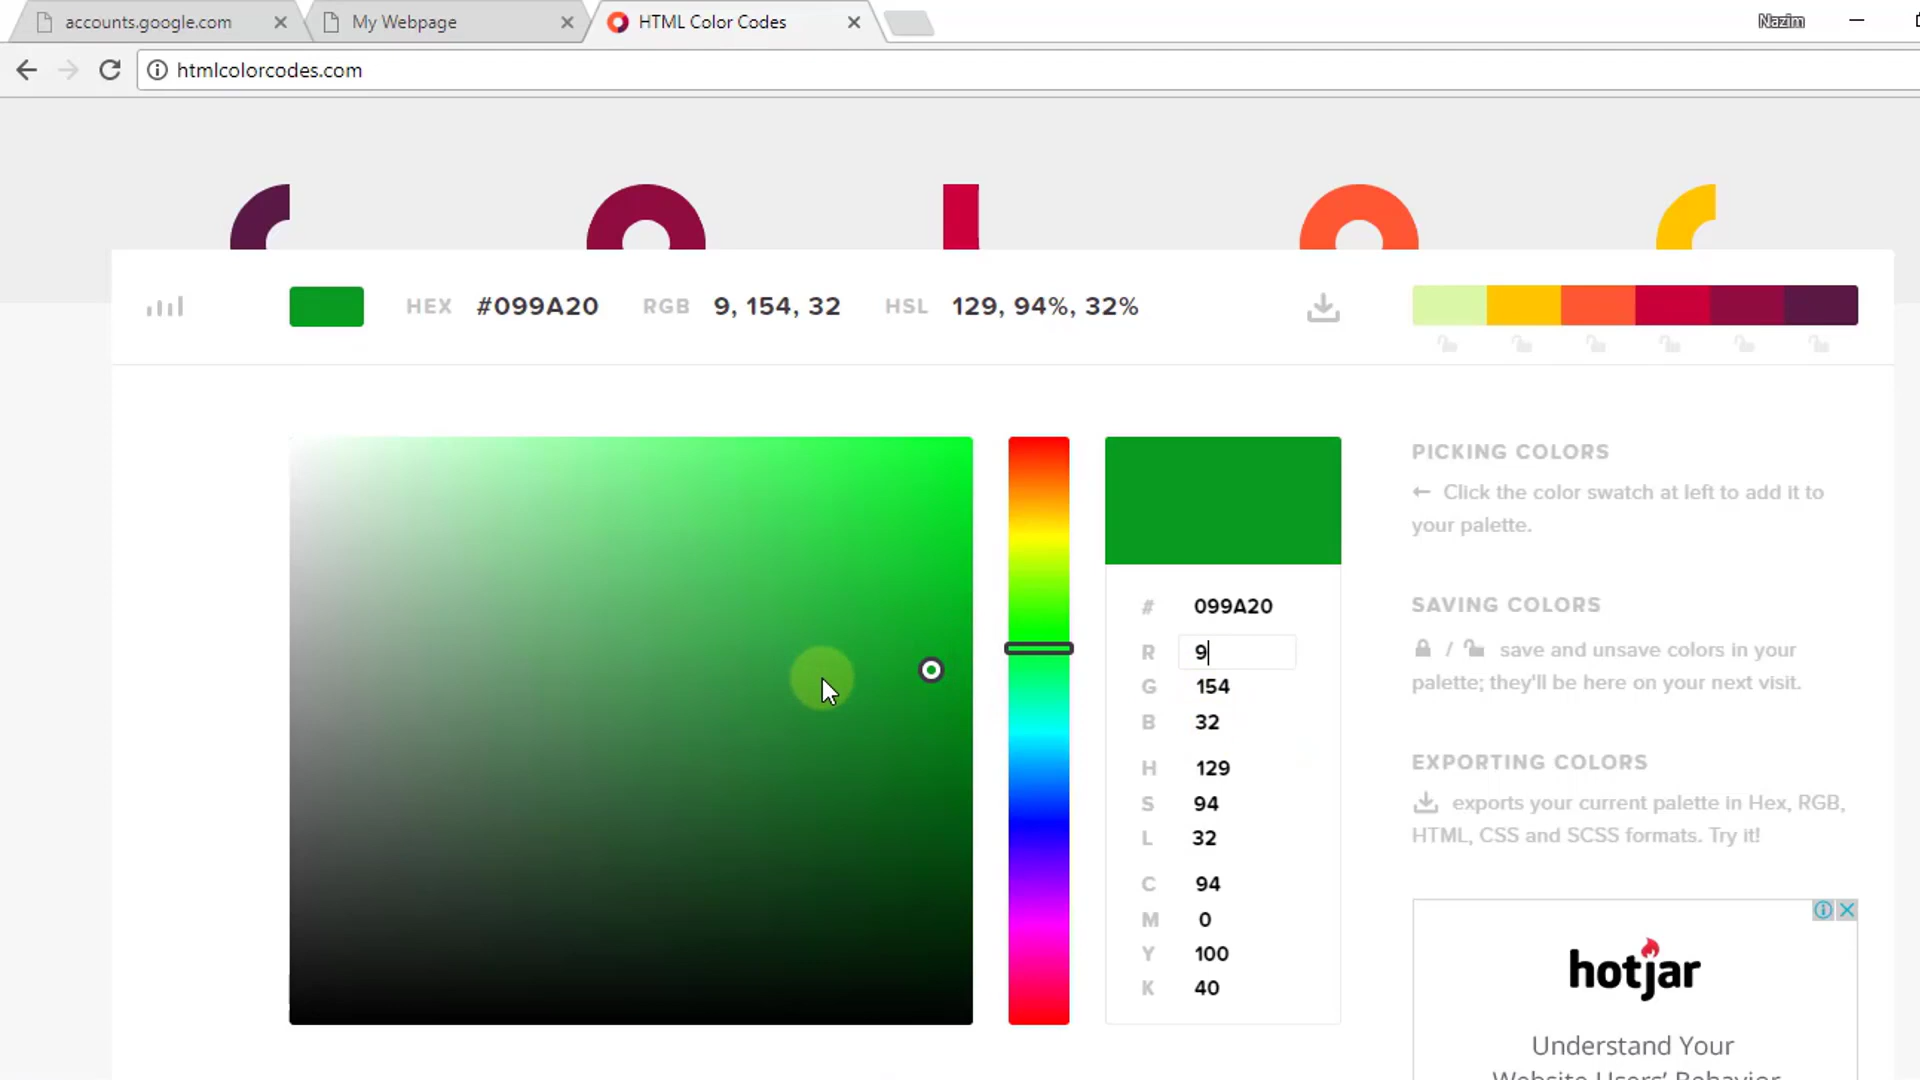 accounts.google.com
My Webpage
HTML Color Codes
Nazim
htmlcolorcodes.com
HEX #099A20 RGB 9, 154, 32 HSL 129, 94%, 32%
# 099A20
R 9
G 154
B 32
H 129
S 94
L 32
C 94
M 0
Y 100
K 40
PICKING COLORS
← Click the color swatch at left to add it to
your palette.
SAVING COLORS
/ save and unsave colors in your
palette; they'll be here on your next visit.
EXPORTING COLORS
exports your current palette in Hex, RGB,
HTML, CSS and SCSS formats. Try it!
hotjar
Understand Your
Website Users' Behavior